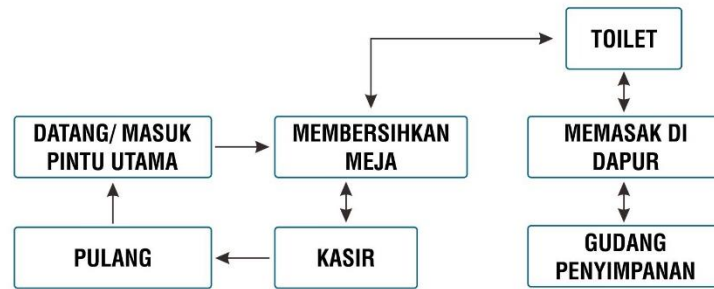 TOILET
DATANG/ MASUK
PINTU UTAMA
MEMBERSIHKAN
MEJA
MEMASAK DI
DAPUR
PULANG
KASIR
GUDANG
PENYIMPANAN